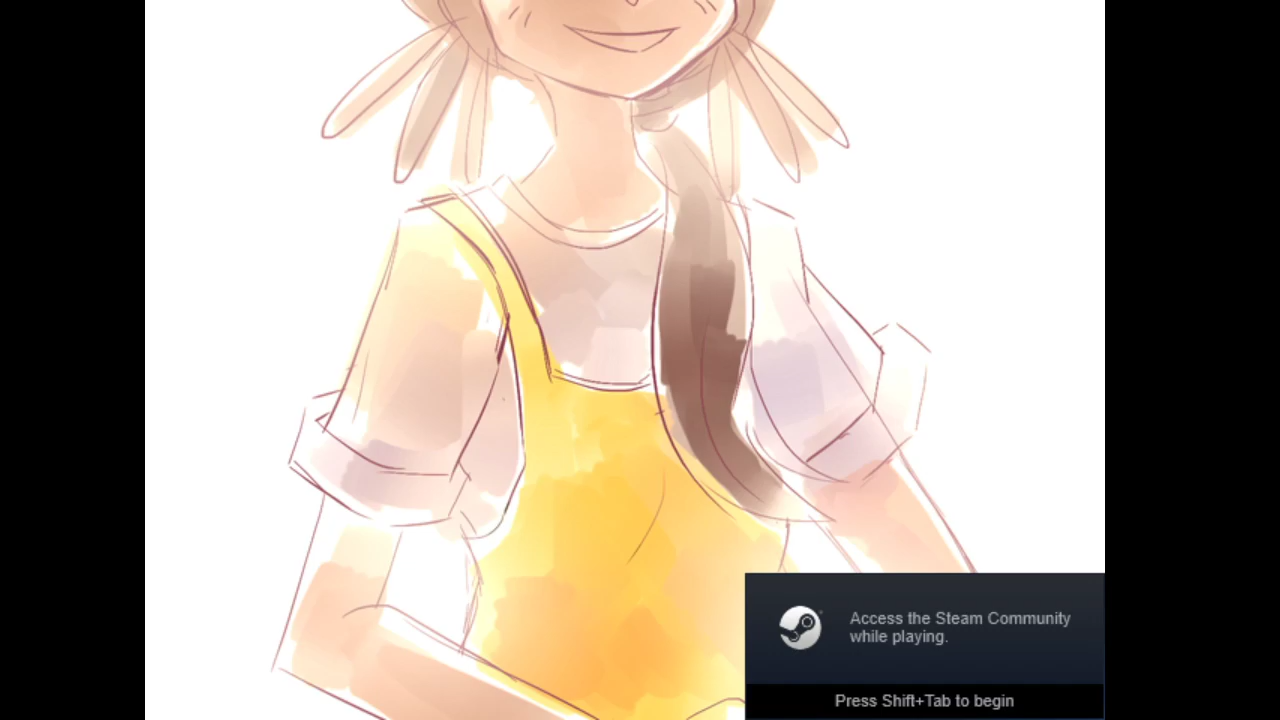 Access the Steam Community
while playing.
Press Shift+Tab to begin